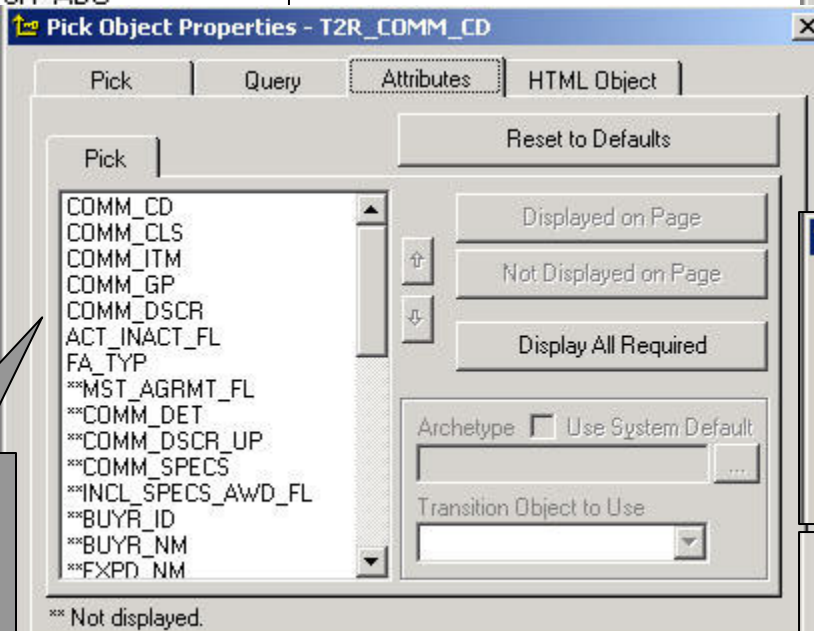 Pick Object Properties - T2R_COMM_CD
Pick Query Attributes HTML Object
Reset to Defaults
Pick
COMM_CD
COMM_CLS
COMM_ITM
COMM_GP
COMM_DSCR
ACT_INACT_FL
FA_TYP
**MST_AGRMT_FL
**COMM_DET
**COMM_DSCR_UP
**COMM_SPECS
**INCL_SPECS_AWD_FL
**BUYR_ID
**BUYR_NM
**EXPD_NM
Displayed on Page
Not Displayed on Page
Display All Required
Archetype Use System Default
...
Transition Object to Use
** Not displayed.